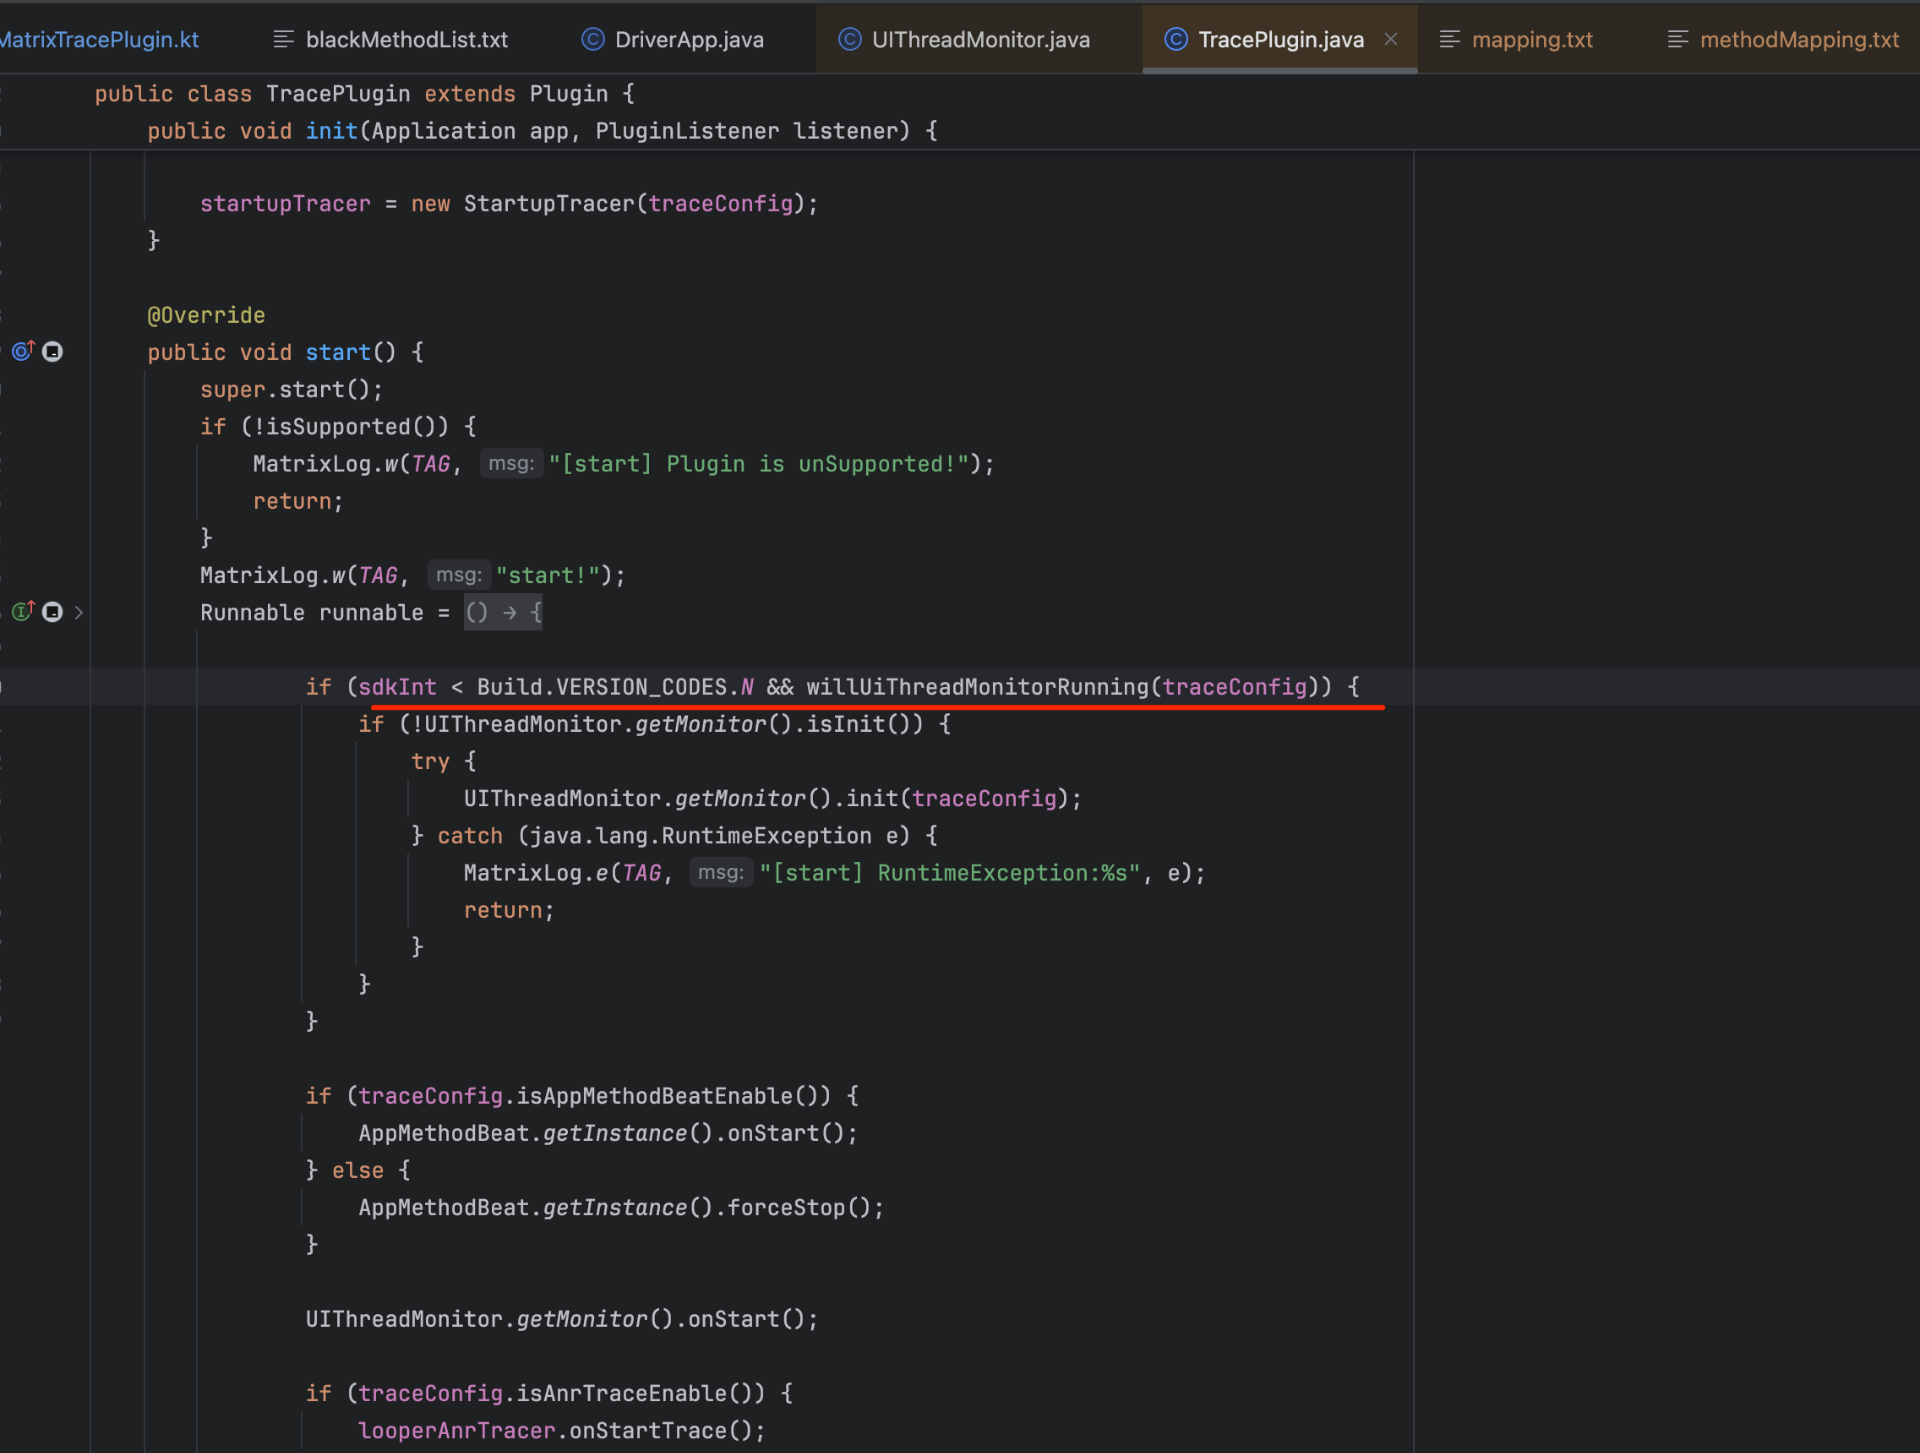 MatrixTracePlugin.kt
blackMethodList.txt
DriverApp.java
UIThreadMonitor.java
TracePlugin.java
mapping.txt
methodMapping.txt
public class TracePlugin extends Plugin {
public void init(Application app, PluginListener listener) {
startupTracer = new StartupTracer(traceConfig);
}
@Override
public void start() {
super.start();
if (!isSupported()) {
MatrixLog.w(TAG, msg: "[start] Plugin is unSupported!");
return;
}
MatrixLog.w(TAG, msg: "start!");
Runnable runnable = () → {
if (sdkInt < Build.VERSION_CODES.N && willUiThreadMonitorRunning(traceConfig)) {
if (!UIThreadMonitor.getMonitor().isInit()) {
try {
UIThreadMonitor.getMonitor().init(traceConfig);
} catch (java.lang.RuntimeException e) {
MatrixLog.e(TAG, msg: "[start] RuntimeException:%s", e);
return;
}
}
}
if (traceConfig.isAppMethodBeatEnable()) {
AppMethodBeat.getInstance().onStart();
} else {
AppMethodBeat.getInstance().forceStop();
}
UIThreadMonitor.getMonitor().onStart();
if (traceConfig.isAnrTraceEnable()) {
looperAnrTracer.onStartTrace();